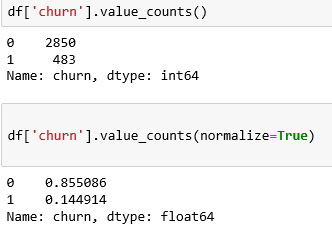 df['churn'].value_counts()
0    2850
1     483
Name: churn, dtype: int64
df['churn'].value_counts(normalize=True)
0    0.855086
1    0.144914
Name: churn, dtype: float64